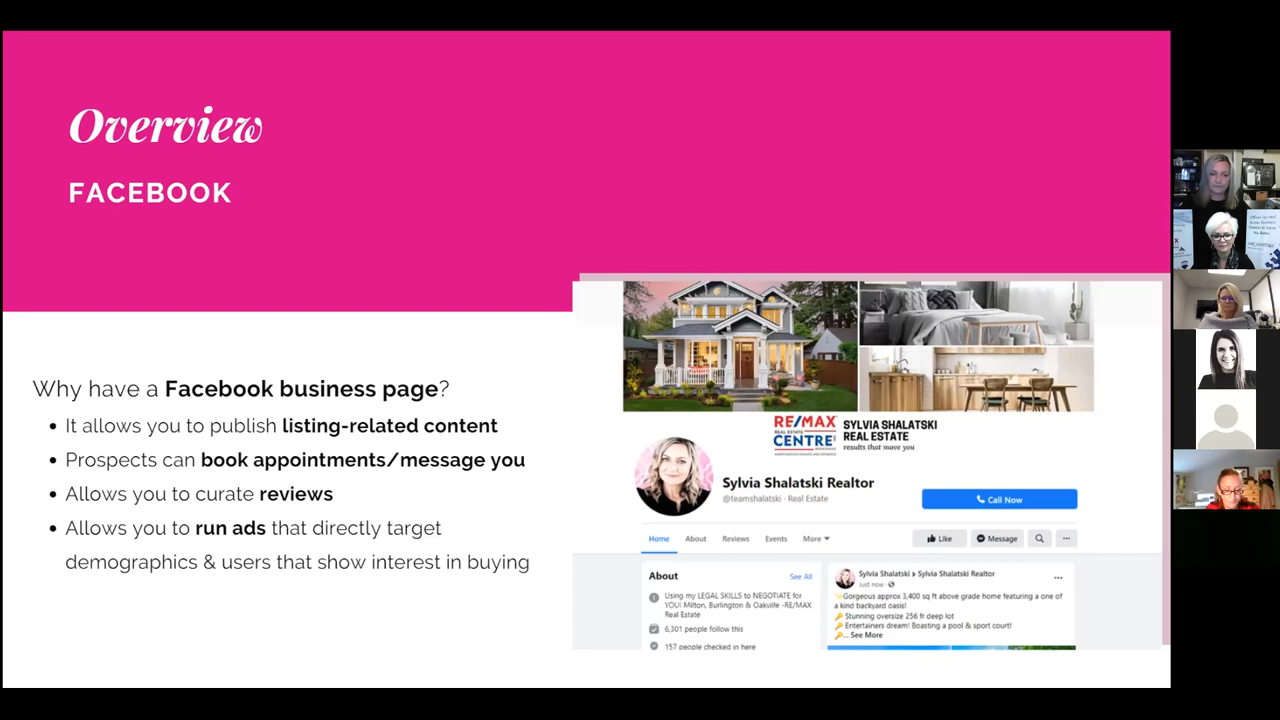 Overview
FACEBOOK
Why have a Facebook business page?
It allows you to publish listing-related content
Prospects can book appointments/message you
Allows you to curate reviews
Allows you to run ads that directly target
demographics & users that show interest in buying
RE/MAX
REAL ESTATE
CENTRE
SYLVIA SHALATSKI
REAL ESTATE
results that move you
Sylvia Shalatski Realtor
@teamshalatski · Real Estate
Call Now
Home About Reviews Events More
Like Message
About See All
Using my LEGAL SKILLS to NEGOTIATE for
YOU! Milton, Burlington & Oakville -RE/MAX
Real Estate
6,301 people follow this
157 people checked in here
Sylvia Shalatski Sylvia Shalatski Realtor
Just now
Gorgeous approx 3,400 sq ft above grade home featuring a one of
a kind backyard oasis!
Stunning oversize 256 fr deep lot
Entertainers dream! Boasting a pool & sport court!
... See More